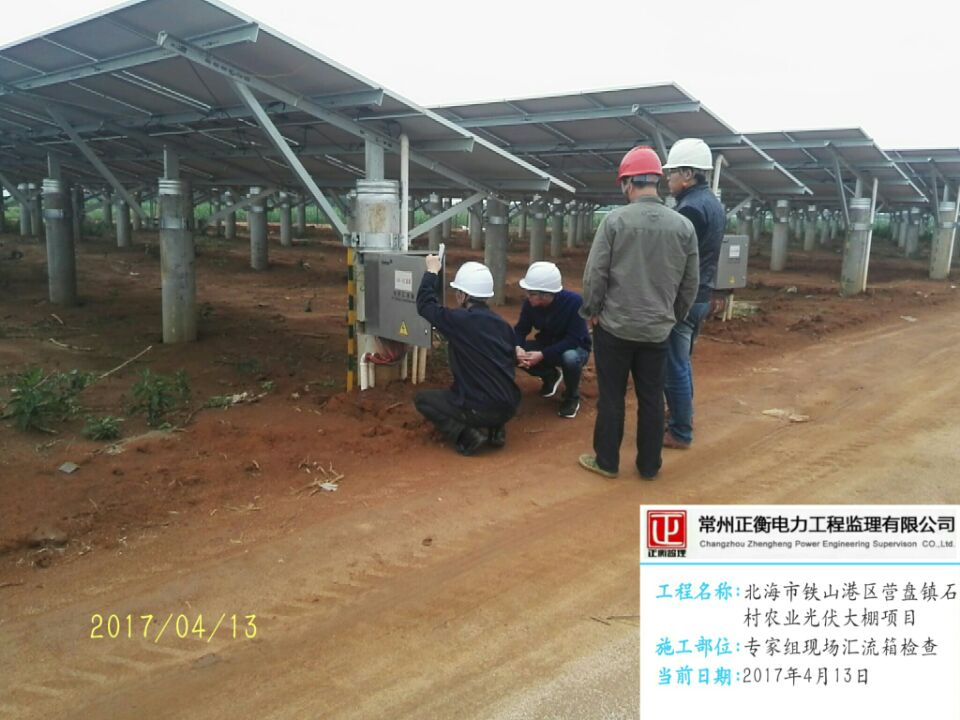 常州正衡电力工程监理有限公司
Changzhou Zhengheng Power Engineering Supervison CO.,Ltd.
正衡管理
工程名称:北海市铁山港区营盘镇石
村农业光伏大棚项目
施工部位:专家组现场汇流箱检查
当前日期:2017年4月13日
2017/04/13